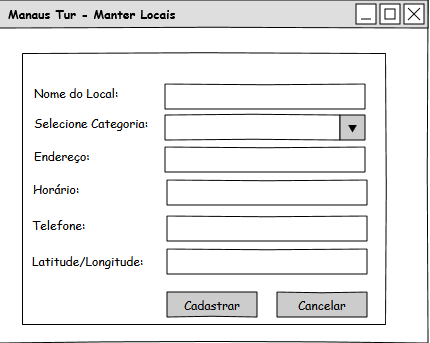 Manaus Tur - Manter Locais
Nome do Local:
Selecione Categoria:
Endereço:
Horário:
Telefone:
Latitude/Longitude:
Cadastrar Cancelar